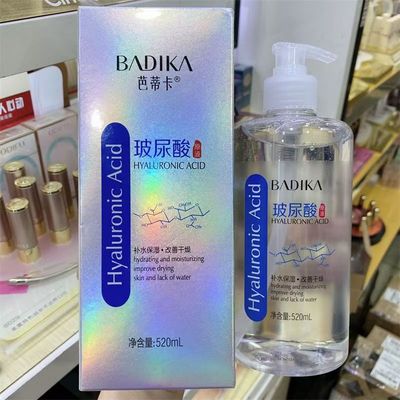 BADIKA
芭蒂卡®
Hyaluronic Acid
玻尿酸
HYALURONIC ACID
补水保湿·改善干燥
hydrating and moisturizing
improve drying
skin and lack of water
净含量:520mL
BADIKA
Hyaluronic Acid
玻尿酸
HYALURONIC ACID
补水保湿·改善干燥
hydrating and moisturizing
improve drying
skin and lack of water
净含量:520mL